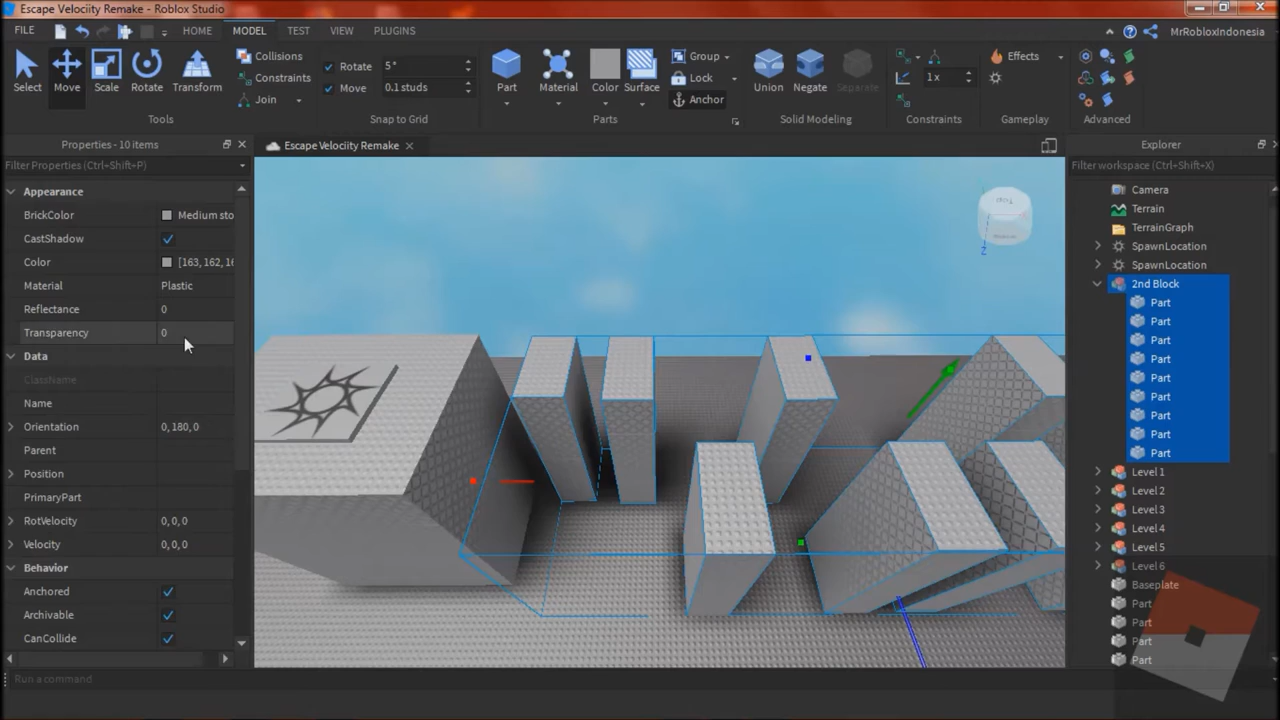 Escape Velociity Remake - Roblox Studio
FILE HOME MODEL TEST VIEW PLUGINS MrRobloxIndonesia
Select Move Scale Rotate Transform
Collisions
Constraints
Join
Tools
Rotate 5°
Move 0.1 studs
Snap to Grid
Part Material Color Surface
Group
Lock
Anchor
Parts
Union Negate Separate
Solid Modeling
1 x
Constraints
Effects
Gameplay
Advanced
Properties - 10 items
Filter Properties (Ctrl+Shift+P)
Appearance
BrickColor Medium sto
CastShadow
Color [163, 162, 16
Material Plastic
Reflectance 0
Transparency 0
Data
ClassName
Name
Orientation 0, 180, 0
Parent
Position
PrimaryPart
RotVelocity 0, 0, 0
Velocity 0, 0, 0
Behavior
Anchored
Archivable
CanCollide
Escape Velociity Remake
Z
Explorer
Filter workspace (Ctrl+Shift+X)
Camera
Terrain
TerrainGraph
SpawnLocation
SpawnLocation
2nd Block
Part
Part
Part
Part
Part
Part
Part
Part
Part
Level 1
Level 2
Level 3
Level 4
Level 5
Level 6
Baseplate
Part
Part
Part
Part
Run a command